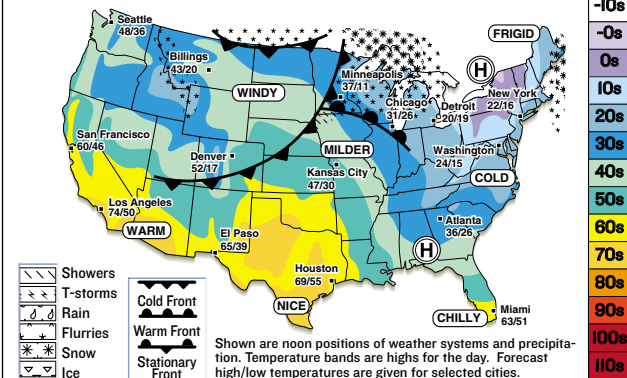 -10s
-0s
0s
10s
20s
30s
40s
50s
60s
70s
80s
90s
100s
110s
Seattle
48/36
FRIGID
Billings
43/20
H
Minneapolis
37/11
WINDY
New York
22/16
Chicago
31/26
Detroit
20/19
San Francisco
60/46
Denver
52/17
MILDER
Washington
24/15
Kansas City
47/30
COLD
Los Angeles
74/50
Atlanta
36/26
WARM
El Paso
65/39
H
Houston
69/55
NICE
CHILLY
Miami
63/51
Showers
T-storms
Rain
Flurries
Snow
Ice
Cold Front
Warm Front
Stationary
Front
Shown are noon positions of weather systems and precipita-
tion. Temperature bands are highs for the day. Forecast
high/low temperatures are given for selected cities.